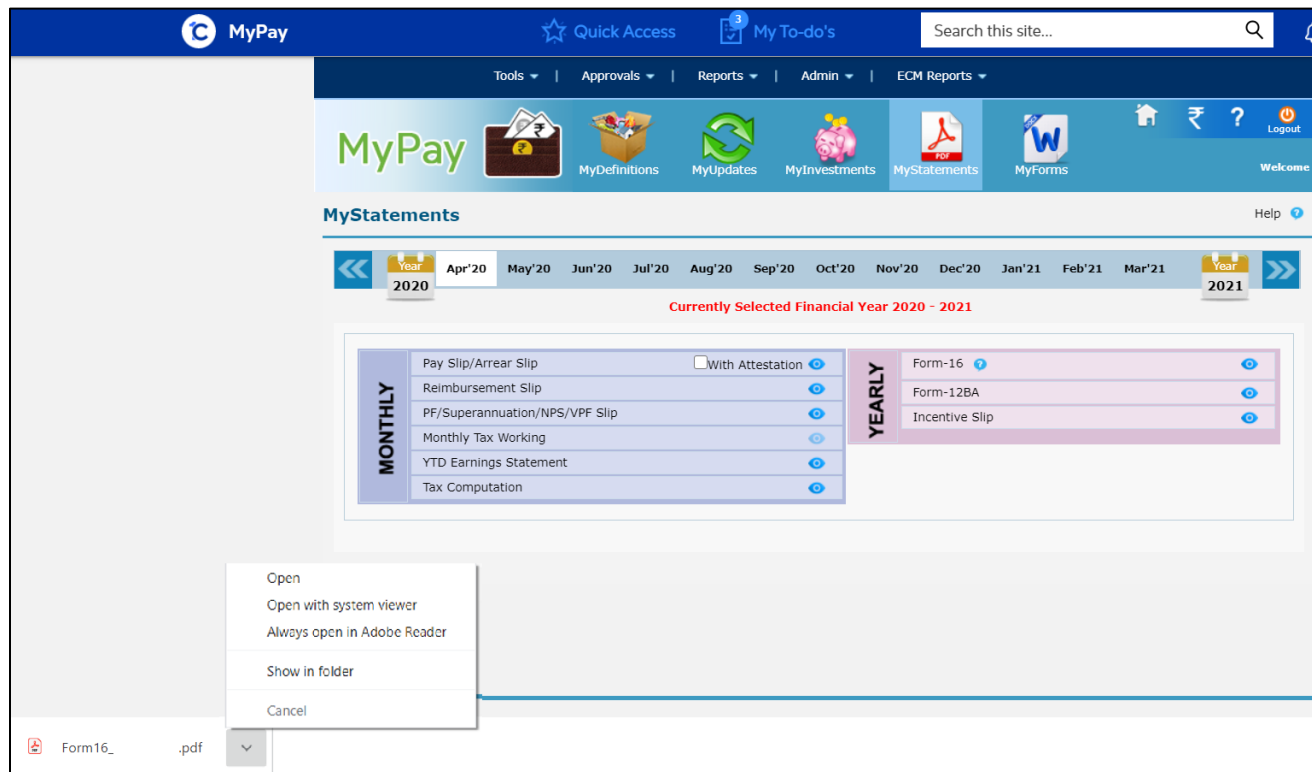 C MyPay Quick Access 3 My To-do's Search this site...
Tools | Approvals | Reports | Admin | ECM Reports
MyPay
MyDefinitions MyUpdates MyInvestments PDF MyStatements W MyForms ₹ ? Logout
Welcome
MyStatements Help ?
Year 2020 Apr'20 May'20 Jun'20 Jul'20 Aug'20 Sep'20 Oct'20 Nov'20 Dec'20 Jan'21 Feb'21 Mar'21 Year 2021
Currently Selected Financial Year 2020 - 2021
MONTHLY
Pay Slip/Arrear Slip With Attestation
Reimbursement Slip
PF/Superannuation/NPS/VPF Slip
Monthly Tax Working
YTD Earnings Statement
Tax Computation
YEARLY
Form-16 ?
Form-12BA
Incentive Slip
Open
Open with system viewer
Always open in Adobe Reader
Show in folder
Cancel
Form16_ .pdf